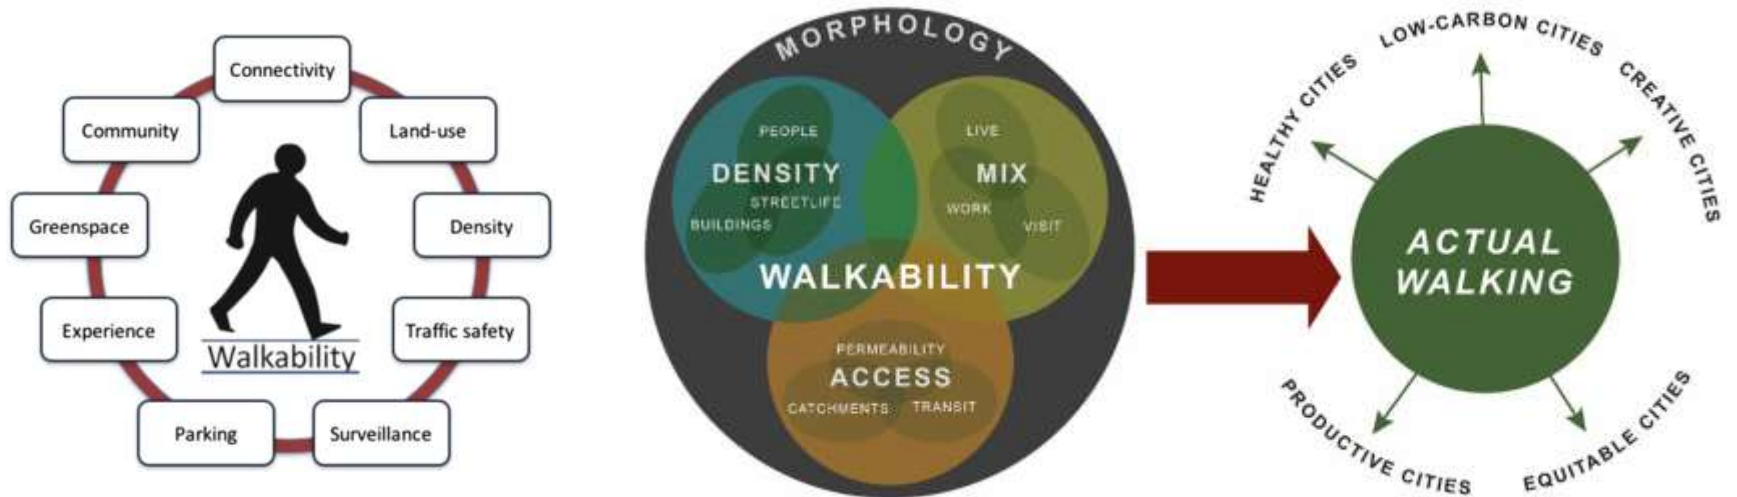 Connectivity
Community
Land-use
Greenspace
Density
Experience
Traffic safety
Walkability
Parking
Surveillance
MORPHOLOGY
PEOPLE
DENSITY
STREETLIFE
BUILDINGS
LIVE
MIX
WORK
VISIT
WALKABILITY
PERMEABILITY
ACCESS
CATCHMENTS
TRANSIT
HEALTHY CITIES
LOW-CARBON CITIES
CREATIVE CITIES
ACTUAL
WALKING
PRODUCTIVE CITIES
EQUITABLE CITIES